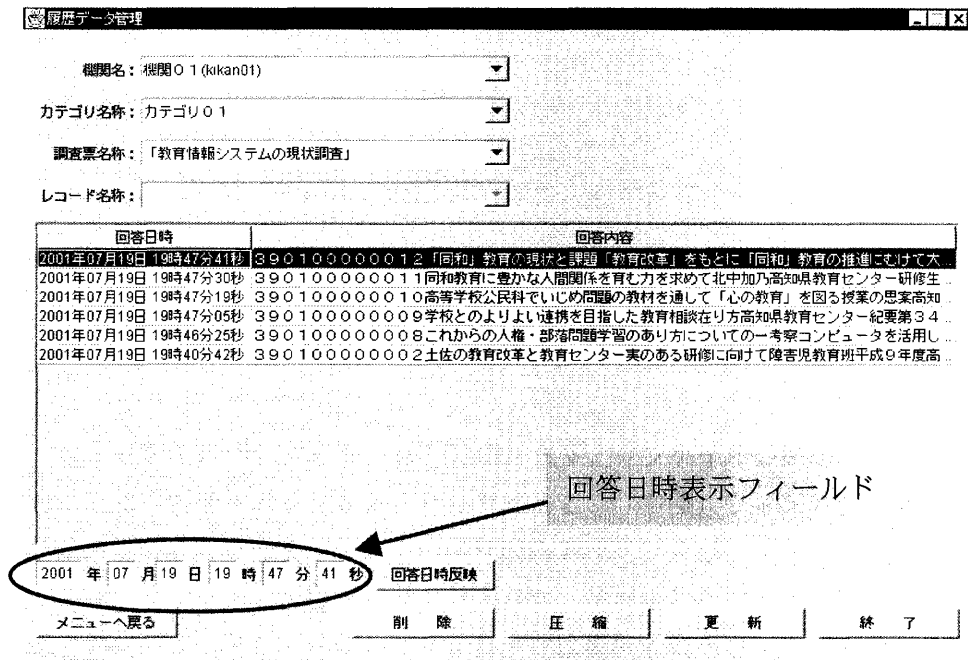 履歴データ管理
機関名： 機関０１(kikan01)
カテゴリ名称： カテゴリ０１
調査票名称： 「教育情報システムの現状調査」
レコード名称：
回答日時 回答内容
2001年07月19日 19時47分41秒 ３９０１０００００００１２「同和」教育の現状と課題「教育改革」をもとに「同和」教育の推進にむけて大...
2001年07月19日 19時47分30秒 ３９０１０００００００１１同和教育に豊かな人間関係を育む力を求めて北中加乃高知県教育センター研修生...
2001年07月19日 19時47分19秒 ３９０１０００００００１０高等学校公民科でいじめ問題の教材を通して「心の教育」を図る授業の思案高知...
2001年07月19日 19時47分05秒 ３９０１００００００００９学校とのよりよい連携を目指した教育相談在り方高知県教育センター紀要第３４...
2001年07月19日 19時46分25秒 ３９０１００００００００８これからの人権・部落問題学習のあり方についての一考察コンピュータを活用し...
2001年07月19日 19時40分42秒 ３９０１００００００００２土佐の教育改革と教育センター実のある研修に向けて障害児教育班平成９年度高...
回答日時表示フィールド
2001 年 07 月 19 日 19 時 47 分 41 秒 回答日時反映
メニューへ戻る 削　除 圧　縮 更　新 終　了